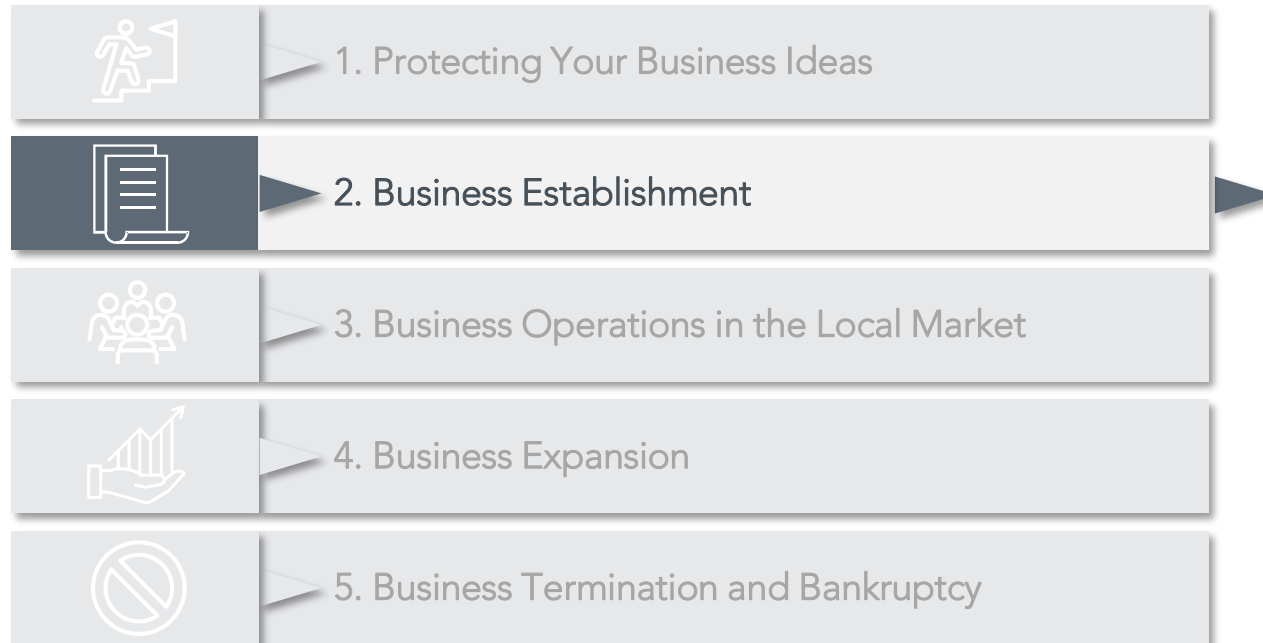 1. Protecting Your Business Ideas
2. Business Establishment
3. Business Operations in the Local Market
4. Business Expansion
5. Business Termination and Bankruptcy